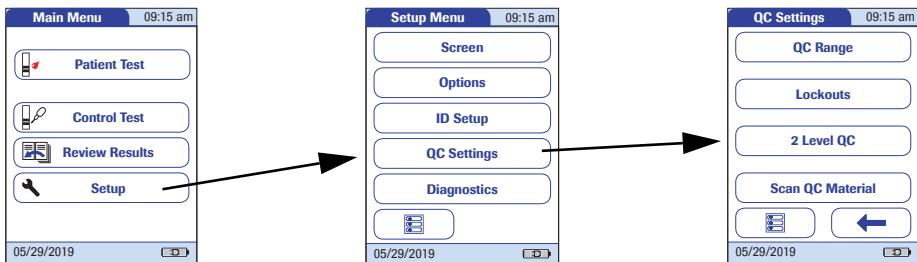 Main Menu 09:15 am
Patient Test
Control Test
Review Results
Setup
05/29/2019
Setup Menu 09:15 am
Screen
Options
ID Setup
QC Settings
Diagnostics
05/29/2019
QC Settings 09:15 am
QC Range
Lockouts
2 Level QC
Scan QC Material
05/29/2019